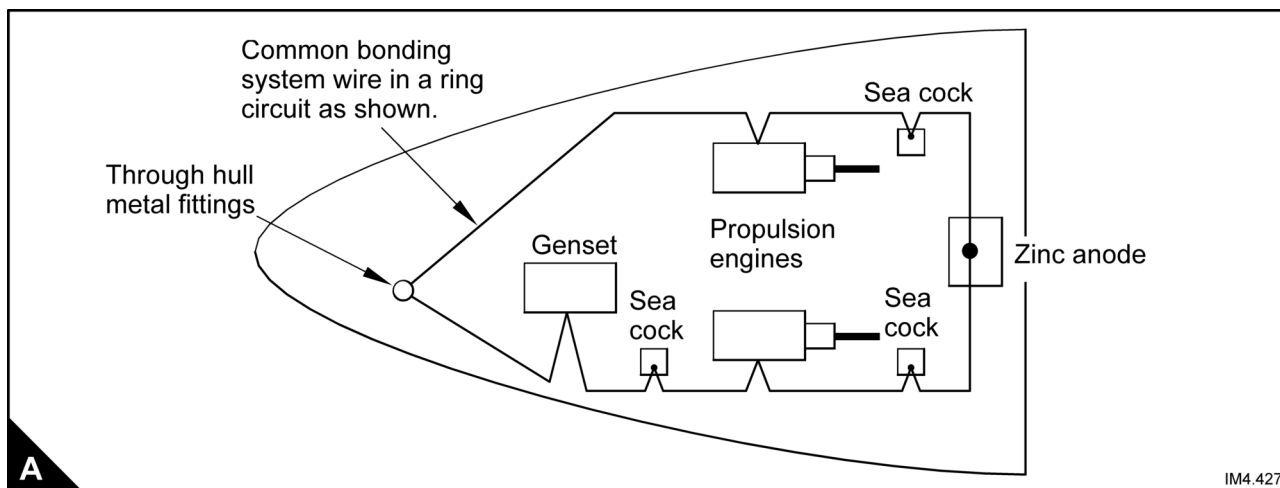 Common bonding
system wire in a ring
circuit as shown.
Sea cock
Through hull
metal fittings
Genset
Propulsion
engines
Zinc anode
Sea
cock
Sea
cock
A
IM4.427